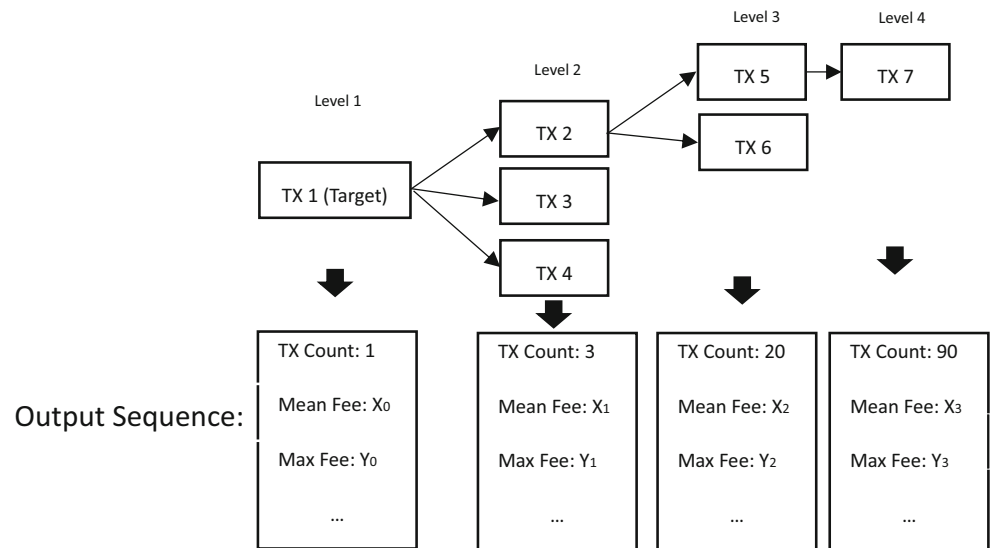 Level 1
Level 2
Level 3
Level 4
TX 1 (Target)
TX 2
TX 3
TX 4
TX 5
TX 6
TX 7
Output Sequence:
TX Count: 1
Mean Fee: X0
Max Fee: Y0
...
TX Count: 3
Mean Fee: X1
Max Fee: Y1
...
TX Count: 20
Mean Fee: X2
Max Fee: Y2
...
TX Count: 90
Mean Fee: X3
Max Fee: Y3
...